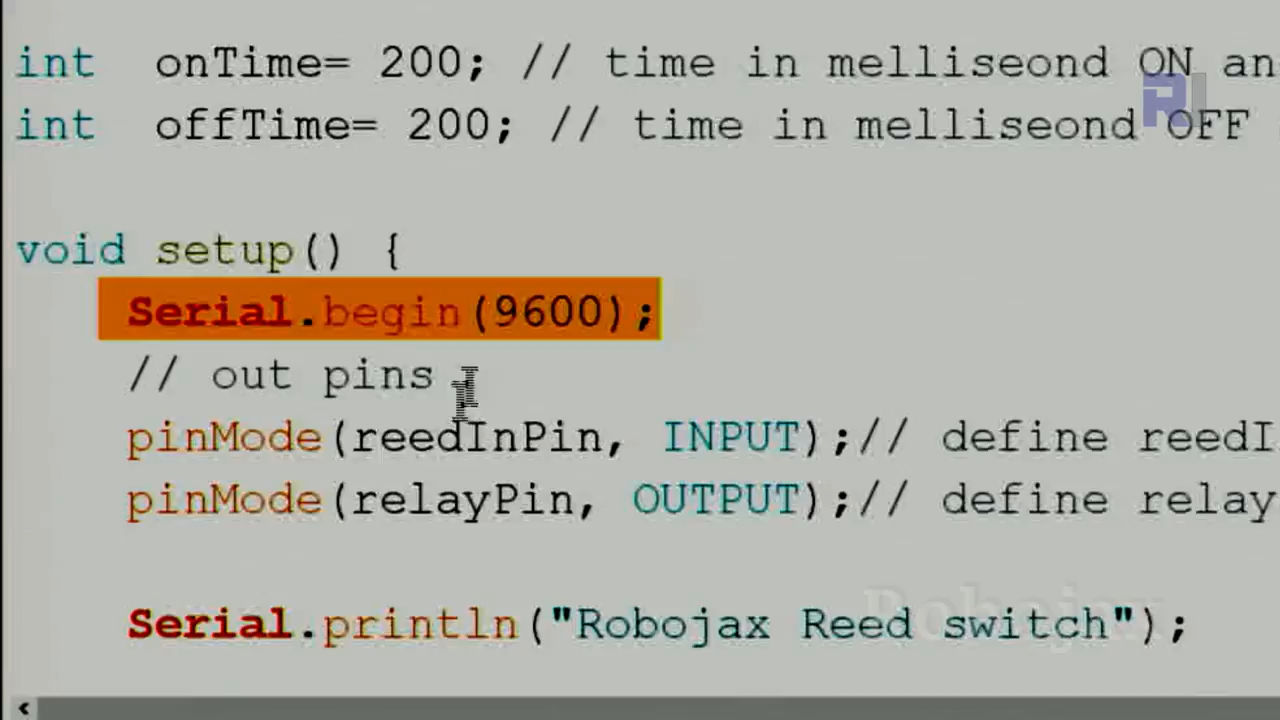 int  onTime= 200; // time in melliseond ON an
int  offTime= 200; // time in melliseond OFF
void setup() {
Serial.begin(9600);
// out pins
pinMode(reedInPin, INPUT);// define reedI
pinMode(relayPin, OUTPUT);// define relay
Robojax
Serial.println("Robojax Reed switch");